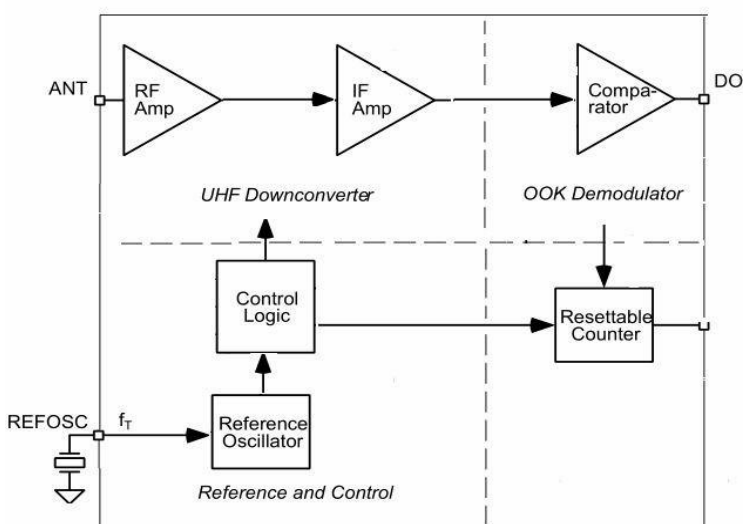 ANT
RF
Amp
IF
Amp
Compa-
rator
DO
UHF Downconverter
OOK Demodulator
Control
Logic
Resettable
Counter
REFOSC
fT
Reference
Oscillator
Reference and Control